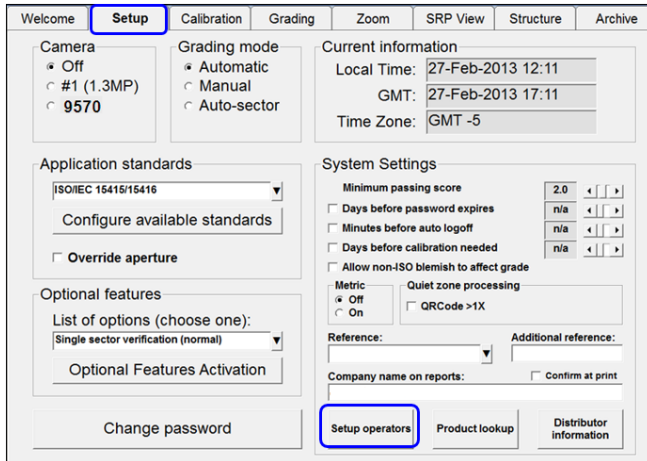 Welcome Setup Calibration Grading Zoom SRP View Structure Archive
Camera
Off
#1 (1.3MP)
9570
Grading mode
Automatic
Manual
Auto-sector
Current information
Local Time: 27-Feb-2013 12:11
GMT: 27-Feb-2013 17:11
Time Zone: GMT -5
Application standards
ISO/IEC 15415/15416
Configure available standards
Override aperture
Optional features
List of options (choose one):
Single sector verification (normal)
Optional Features Activation
Change password
System Settings
Minimum passing score 2.0
Days before password expires n/a
Minutes before auto logoff n/a
Days before calibration needed n/a
Allow non-ISO blemish to affect grade
Metric
Off
On
Quiet zone processing
QRCode >1X
Reference: Additional reference:
Company name on reports: Confirm at print
Setup operators Product lookup Distributor
information